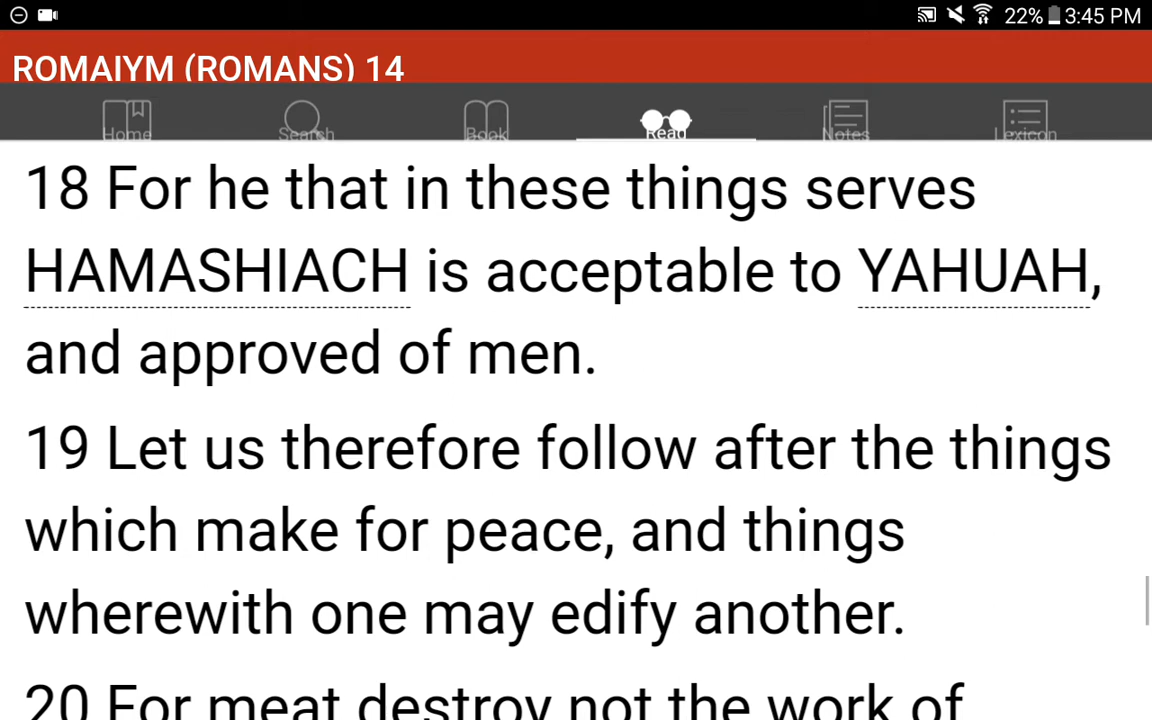 22% 3:45 PM
ROMAIYM (ROMANS) 14
Home Search Book Read Notes Lexicon
18 For he that in these things serves
HAMASHIACH is acceptable to YAHUAH,
and approved of men.
19 Let us therefore follow after the things
which make for peace, and things
wherewith one may edify another.
20 For meat destroy not the work of